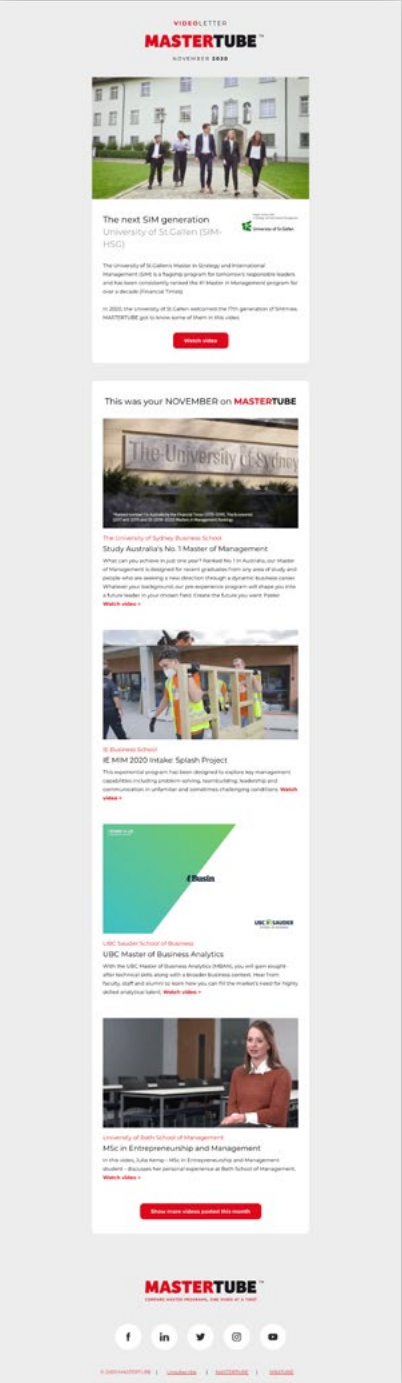 VIDEOLETTER
MASTERTUBE™
NOVEMBER 2020
The next SIM generation
University of St.Gallen (SIM-
HSG)
University of St.Gallen
The University of St.Gallen's Master in Strategy and International
Management (SIM) is a flagship program for tomorrow's responsible leaders
and has been consistently ranked the #1 Master in Management program for
over a decade (Financial Times).
In 2020, the University of St.Gallen welcomed the 17th generation of SIMmies.
MASTERTUBE got to know some of them in this video.
Watch video
This was your NOVEMBER on MASTERTUBE
The University of Sydney
The University of Sydney Business School
Study Australia's No. 1 Master of Management
What can you achieve in just one year? Ranked No. 1 in Australia, our Master
of Management is designed for recent graduates from any area of study and
people who are seeking a new direction through a dynamic business career.
Whatever your background, our pre-experience program will shape you into
a future leader in your chosen field. Create the future you want. Faster.
Watch video >
IE Business School
IE MIM 2020 Intake: Splash Project
This experiential program has been designed to explore key management
capabilities including problem solving, teambuilding, leadership and
communication in unfamiliar and sometimes challenging conditions. Watch
video >
Busin
UBC SAUDER
UBC Sauder School of Business
UBC Master of Business Analytics
With the UBC Master of Business Analytics (MBAN), you will gain sought-
after technical skills along with a broader business context. Hear from
faculty, staff and alumni to learn how you can fill the market's need for highly
skilled analytical talent. Watch video >
University of Bath School of Management
MSc in Entrepreneurship and Management
In this video, Julia Kemp - MSc in Entrepreneurship and Management
student - discusses her personal experience at Bath School of Management.
Watch video >
Show more videos posted this month
MASTERTUBE™
COMPARE MASTER PROGRAMS, ONE VIDEO AT A TIME!
© 2020 MASTERTUBE | Unsubscribe | MASTERTUBE | MBATUBE